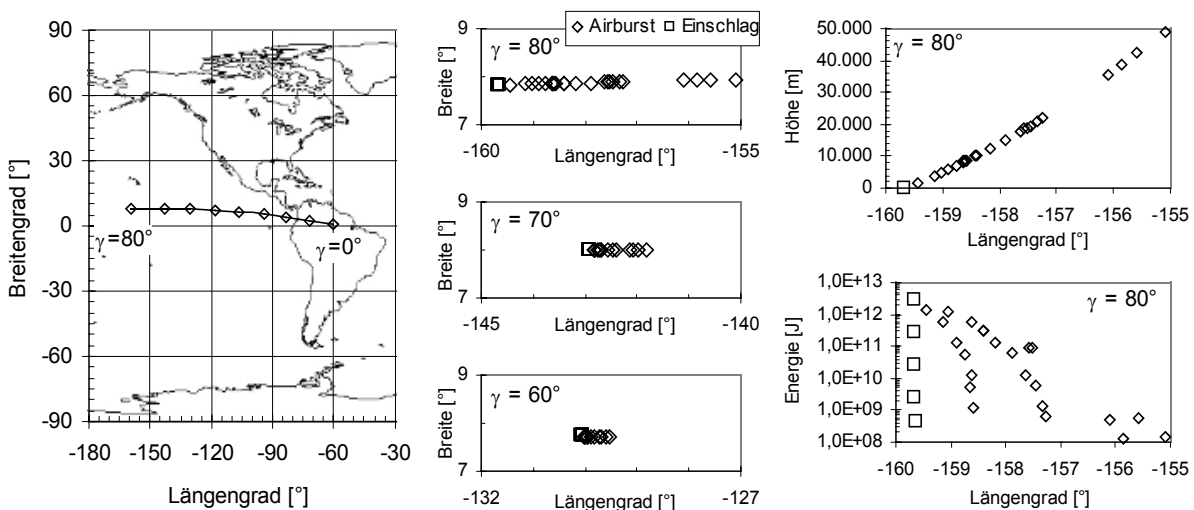 Breitengrad [°]
90
60
30
0
-30
-60
-90
γ=80°
γ=0°
-180 -150 -120 -90 -60 -30
Längengrad [°]
◇ Airburst □ Einschlag
Breite [°]
9
7
γ = 80°
-160 -155
Längengrad [°]
Breite [°]
9
7
γ = 70°
-145 -140
Längengrad [°]
Breite [°]
9
7
γ = 60°
-132 -127
Längengrad [°]
Höhe [m]
50.000
40.000
30.000
20.000
10.000
0
γ = 80°
-160 -159 -158 -157 -156 -155
Längengrad [°]
Energie [J]
1,0E+13
1,0E+12
1,0E+11
1,0E+10
1,0E+09
1,0E+08
γ = 80°
-160 -159 -158 -157 -156 -155
Längengrad [°]